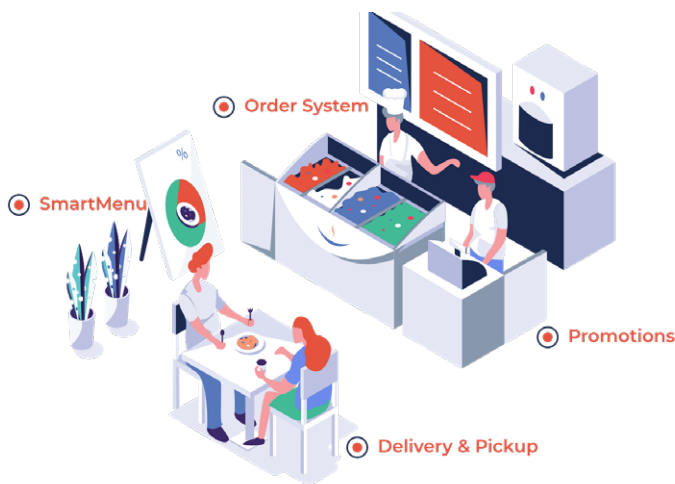 Order System
%
SmartMenu
Promotions
Delivery & Pickup